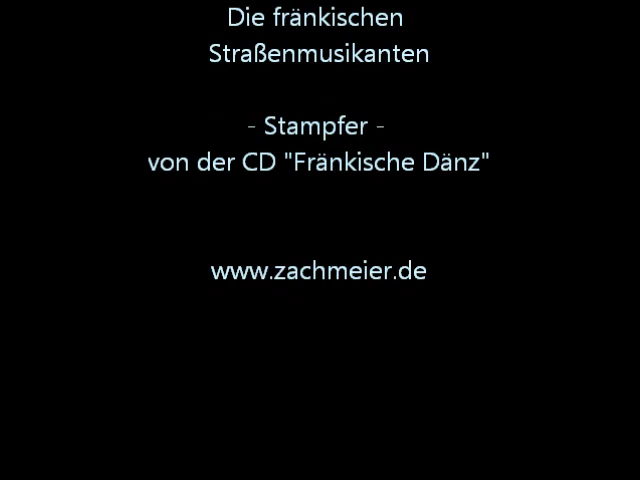 Die fränkischen
Straßenmusikanten
- Stampfer -
von der CD "Fränkische Dänz"
www.zachmeier.de